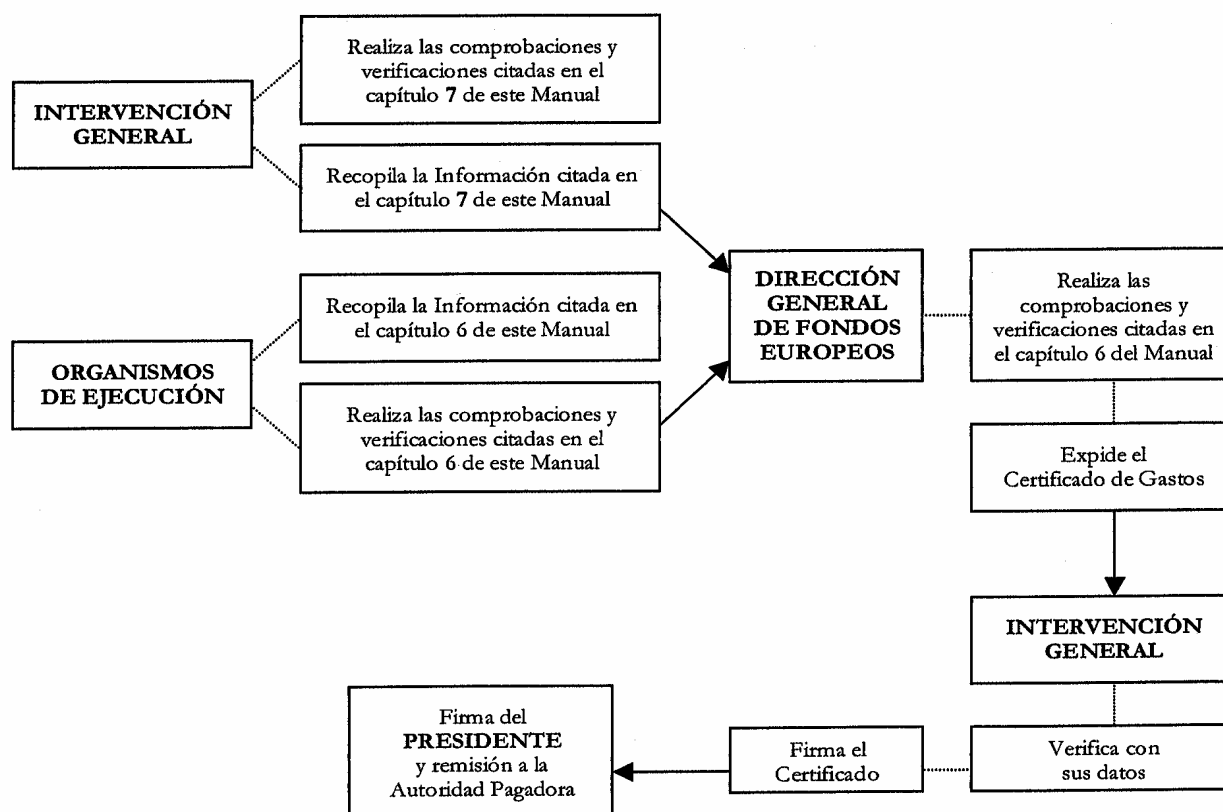 Realiza las comprobaciones y
verificaciones citadas en el
capítulo 7 de este Manual
INTERVENCIÓN
GENERAL
Recopila la Información citada en
el capítulo 7 de este Manual
Recopila la Información citada en
el capítulo 6 de este Manual
ORGANISMOS
DE EJECUCIÓN
Realiza las comprobaciones y
verificaciones citadas en el
capítulo 6 de este Manual
DIRECCIÓN
GENERAL
DE FONDOS
EUROPEOS
Realiza las
comprobaciones y
verificaciones citadas en
el capítulo 6 del Manual
Expide el
Certificado de Gastos
INTERVENCIÓN
GENERAL
Verifica con
sus datos
Firma el
Certificado
Firma del
PRESIDENTE
y remisión a la
Autoridad Pagadora